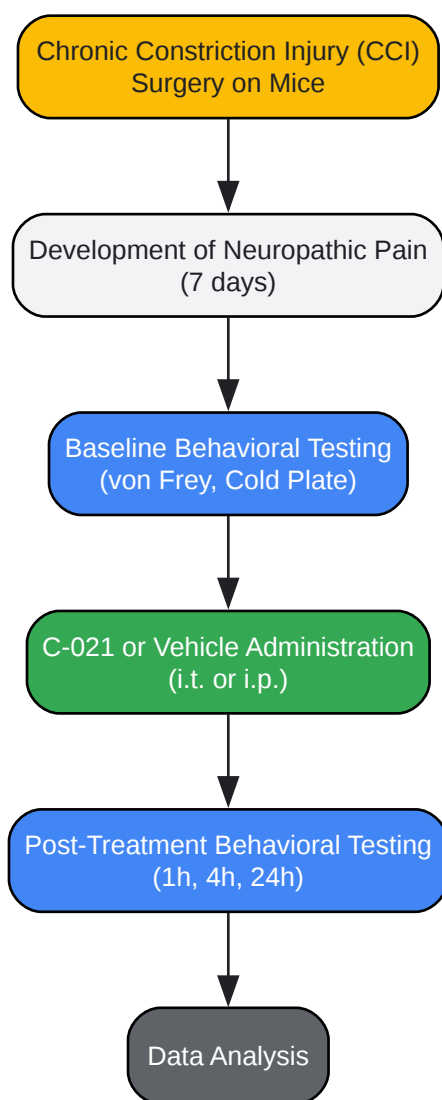 Chronic Constriction Injury (CCI)
Surgery on Mice
Development of Neuropathic Pain
(7 days)
Baseline Behavioral Testing
(von Frey, Cold Plate)
C-021 or Vehicle Administration
(i.t. or i.p.)
Post-Treatment Behavioral Testing
(1h, 4h, 24h)
Data Analysis